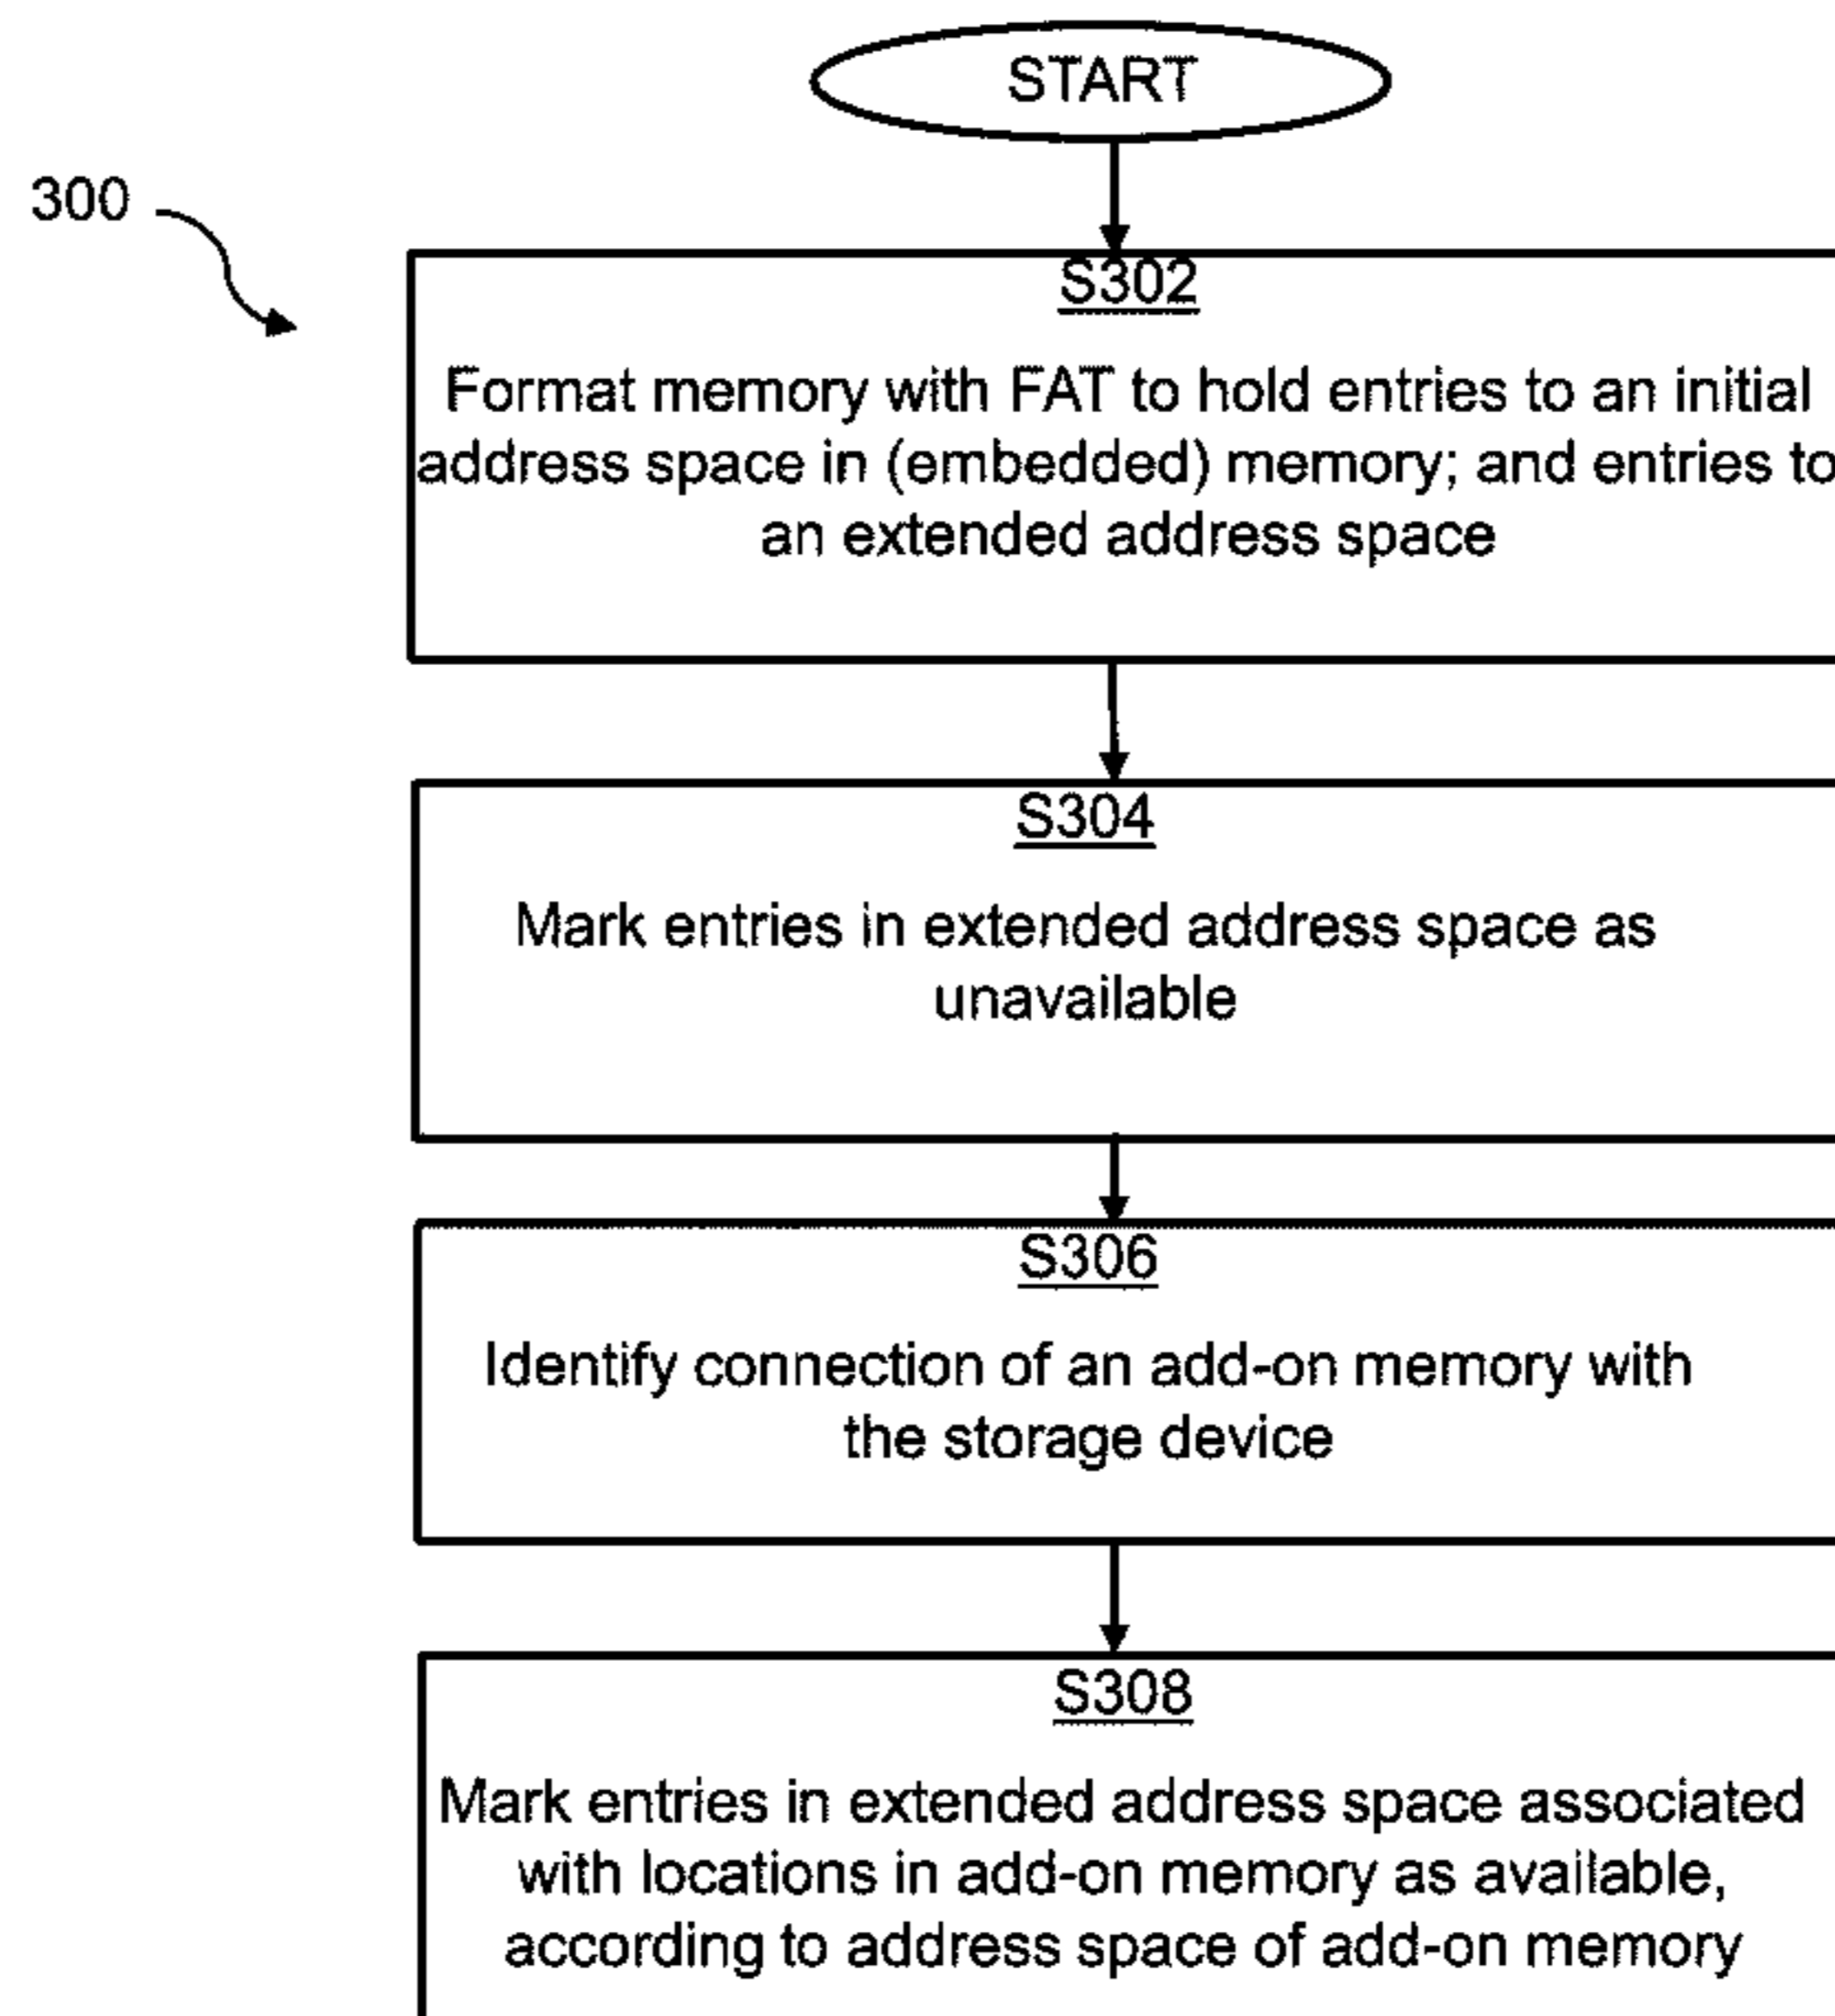 START
300
S302
Format memory with FAT to hold entries to an initial
address space in (embedded) memory; and entries to
an extended address space
S304
Mark entries in extended address space as
unavailable
S306
Identify connection of an add-on memory with
the storage device
S308
Mark entries in extended address space associated
with locations in add-on memory as available,
according to address space of add-on memory